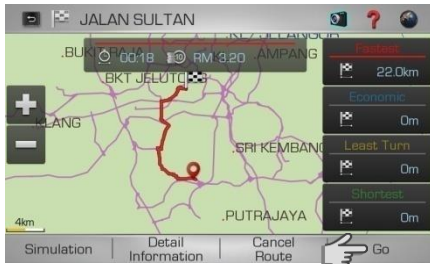 JALAN SULTAN
?
.BUKIT RAJA
00:18
RM 3.20
.AMPANG
BKT JELUTO
KLANG
.SRI KEMBANG
.PUTRAJAYA
4km
Fastest
22.0km
Economic
0m
Least Turn
0m
Shortest
0m
Simulation
Detail
Information
Cancel
Route
Go